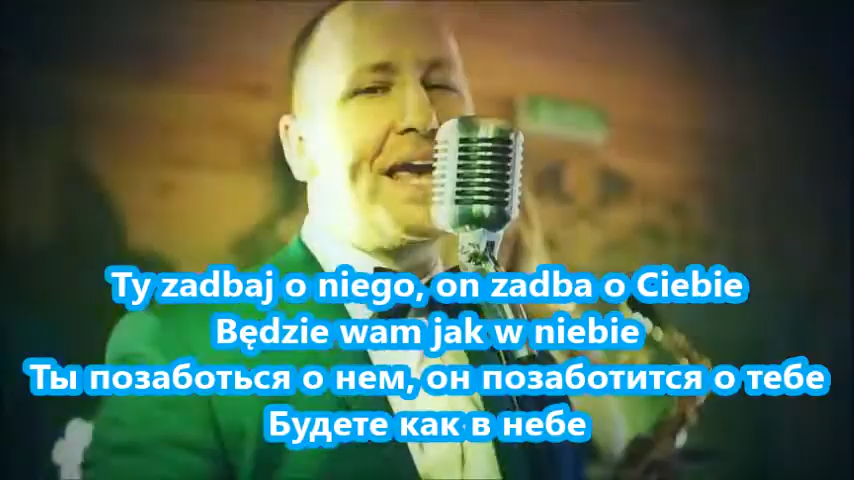 Ty zadbaj o niego, on zadba o Ciebie
Będzie wam jak w niebie
Ты позаботься о нем, он позаботится о тебе
Будете как в небе